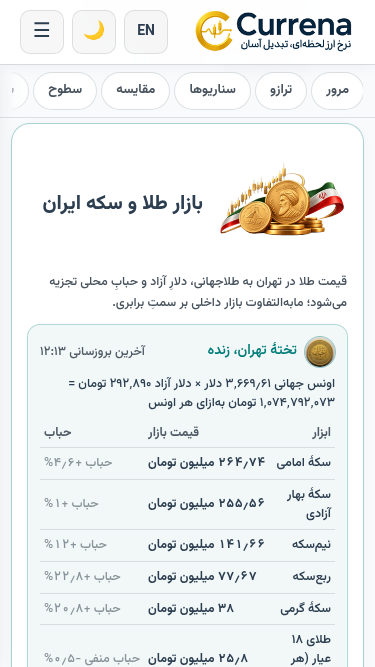 Currena
نرخ ارز لحظه‌ای، تبدیل آسان
EN
مرور
ترازو
سناریوها
مقایسه
سطوح
بازار طلا و سکه ایران
قیمت طلا در تهران به طلاجهانی، دلارِ آزاد و حبابِ محلی تجزیه
می‌شود؛ مابه‌التفاوت بازار داخلی بر سمتِ برابری.
تختهٔ تهران، زنده
آخرین بروزسانی ۱۲:۱۳
اونس جهانی ۳٬۶۶۹٫۶۱ دلار × دلار آزاد ۲۹۲٬۸۹۰ تومان =
۱٬۰۷۴٬۷۹۲٬۰۷۳ تومان به‌ازای هر اونس
ابزار قیمت بازار حباب
سکهٔ امامی ۲۶۴٫۷۴ میلیون تومان حباب +۴٫۶%
سکهٔ بهار آزادی ۲۵۵٫۵۶ میلیون تومان حباب +۱%
نیم‌سکه ۱۴۱٫۶۶ میلیون تومان حباب +۱۲%
ربع‌سکه ۷۷٫۶۷ میلیون تومان حباب +۲۲٫۸%
سکهٔ گرمی ۳۸ میلیون تومان حباب +۲۰٫۸%
طلای ۱۸ عیار (هر ۲۵٫۸ میلیون تومان حباب منفی -۰٫۵%